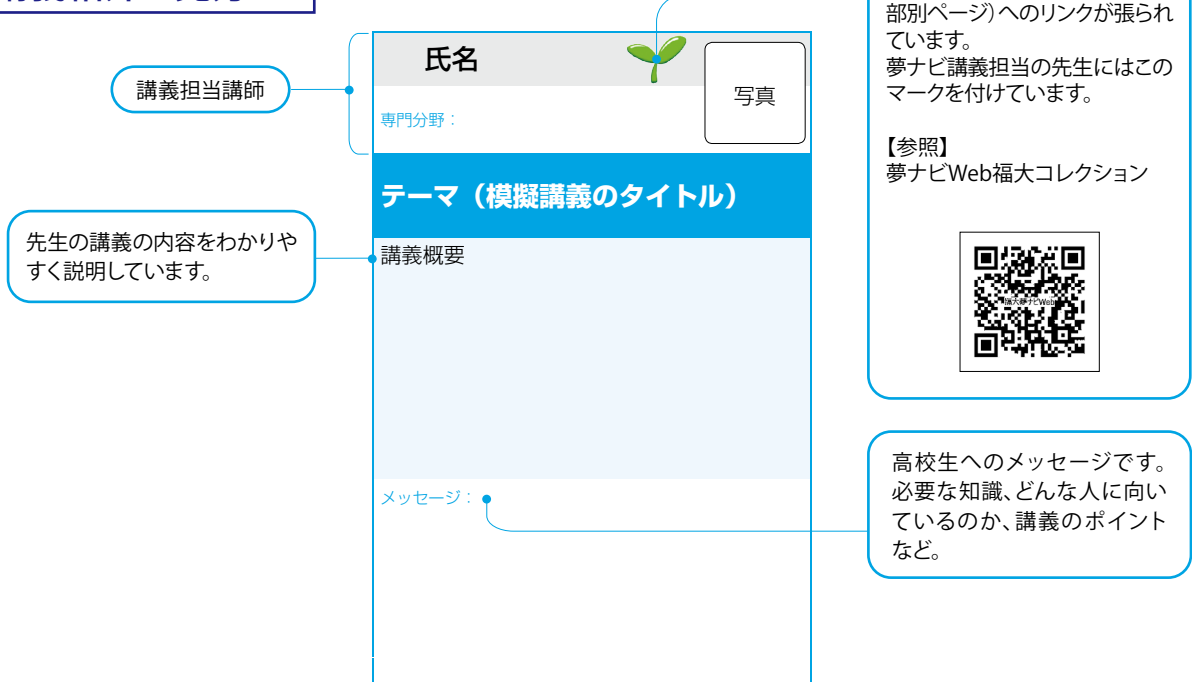 氏名
写真
専門分野：
テーマ（模擬講義のタイトル）
講義概要
メッセージ：
講義担当講師
先生の講義の内容をわかりや
すく説明しています。
部別ページ）へのリンクが張られ
ています。
夢ナビ講義担当の先生にはこの
マークを付けています。
【参照】
夢ナビWeb福大コレクション
福大夢ナビWeb
高校生へのメッセージです。
必要な知識、どんな人に向い
ているのか、講義のポイント
など。